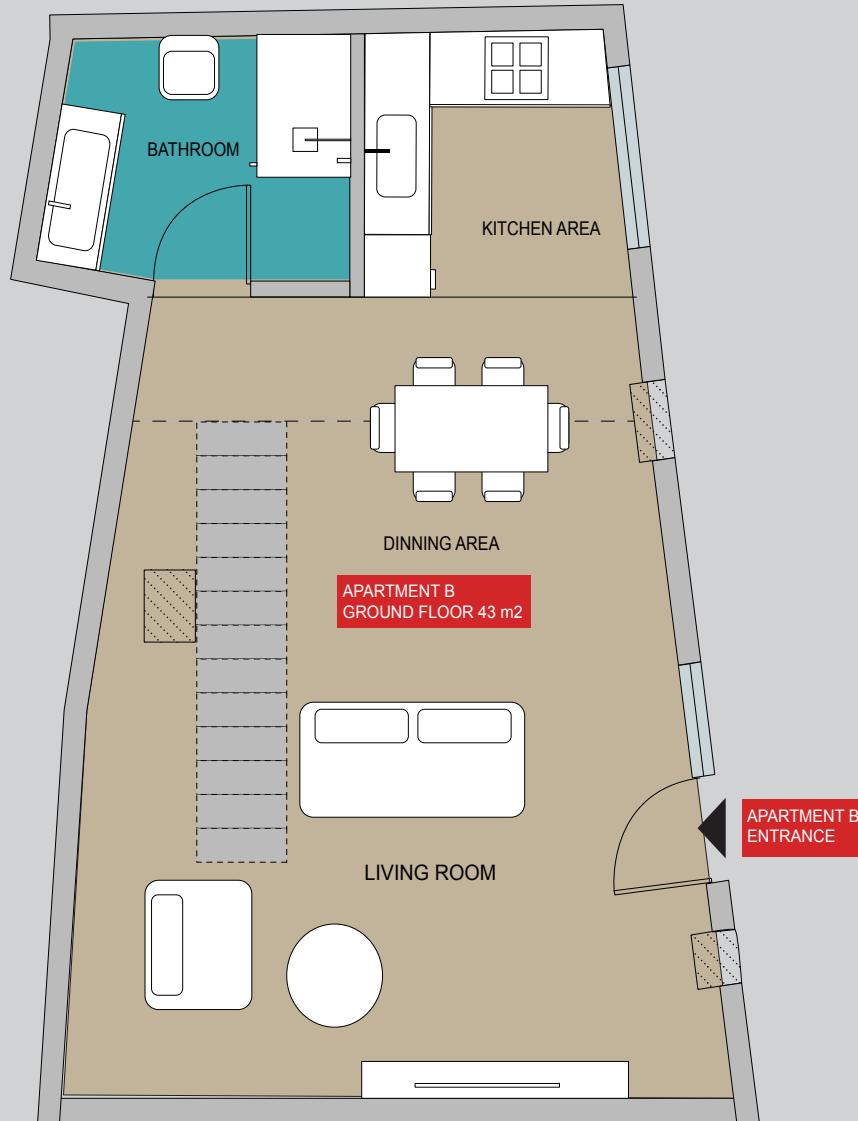 BATHROOM
KITCHEN AREA
DINNING AREA
APARTMENT B
GROUND FLOOR 43 m2
APARTMENT B
ENTRANCE
LIVING ROOM